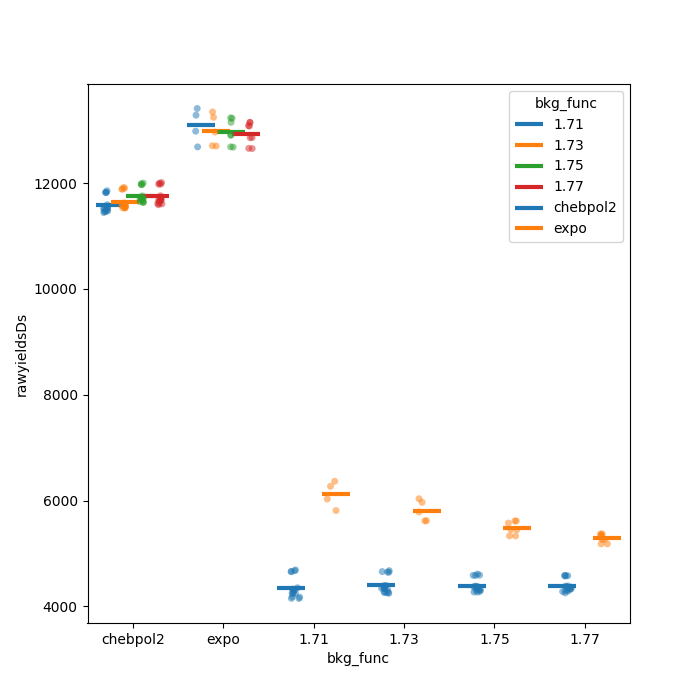 bkg_func
1.71
1.73
1.75
1.77
chebpol2
expo
12000
10000
8000
6000
4000
rawyieldsDs
chebpol2 expo 1.71 1.73 1.75 1.77
bkg_func